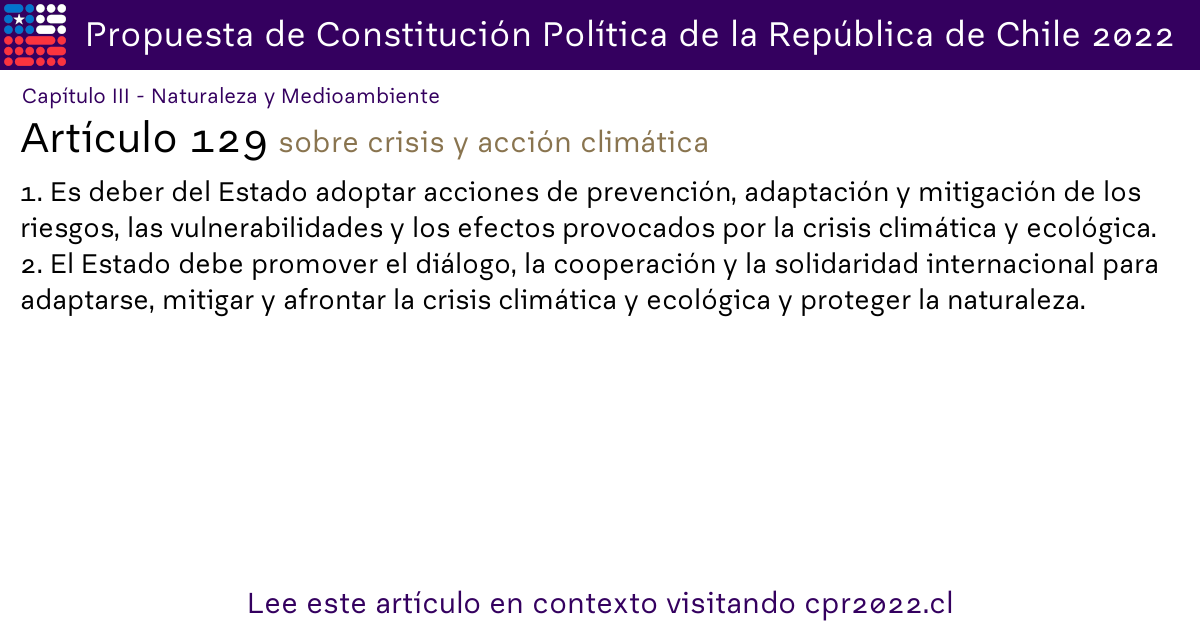 Propuesta de Constitución Política de la República de Chile 2022
Capítulo III - Naturaleza y Medioambiente
Artículo 129 sobre crisis y acción climática
1. Es deber del Estado adoptar acciones de prevención, adaptación y mitigación de los
riesgos, las vulnerabilidades y los efectos provocados por la crisis climática y ecológica.
2. El Estado debe promover el diálogo, la cooperación y la solidaridad internacional para
adaptarse, mitigar y afrontar la crisis climática y ecológica y proteger la naturaleza.
Lee este artículo en contexto visitando cpr2022.cl